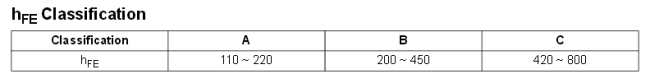 hFE Classification
Classification A B C
hFE 110 ~ 220 200 ~ 450 420 ~ 800